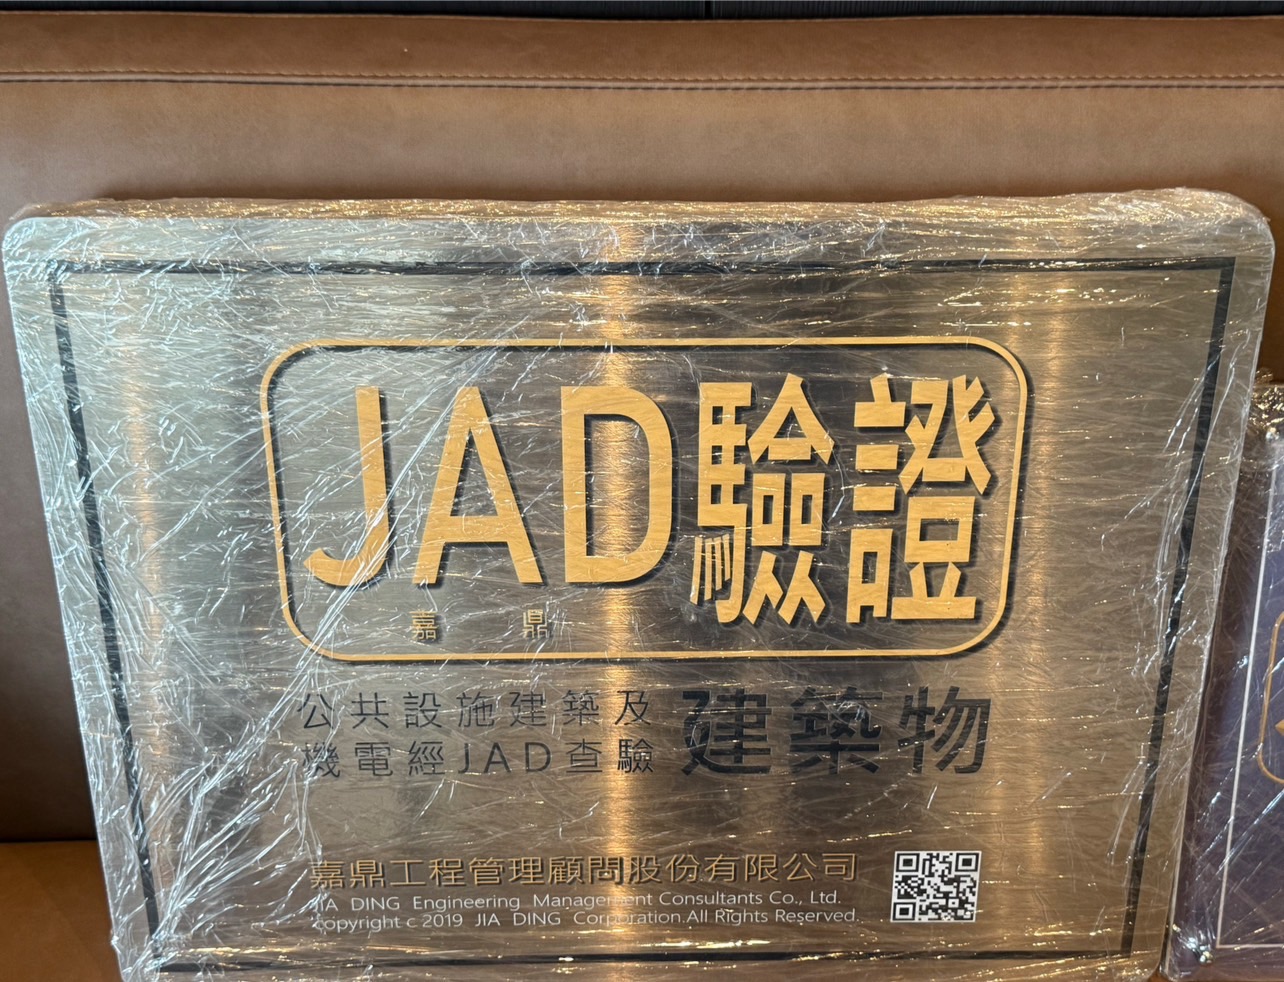 JAD驗證
嘉鼎
公共設施建築及
機電經JAD查驗
建築物
嘉鼎工程管理顧問股份有限公司
JIA DING Engineering Management Consultants Co., Ltd.
copyright c 2019 JIA DING Corporation.All Rights Reserved.